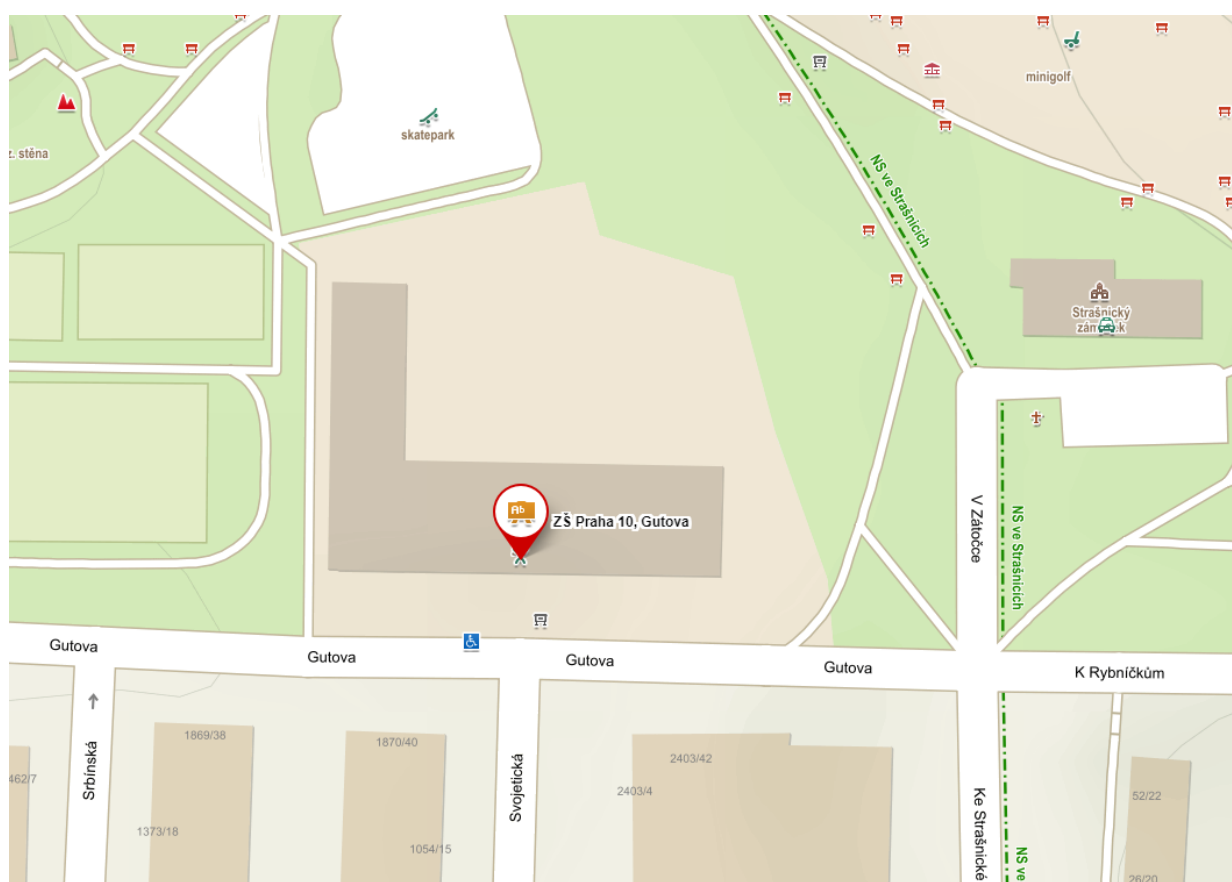 minigolf
skatepark
z. stěna
NS ve Strašnicích
Strašnický
zámek
Ab
ZŠ Praha 10, Gutova
V Zátočce
NS ve Strašnicích
Gutova
Gutova
Gutova
Gutova
K Rybníčkům
Srbínská
1869/38
1870/40
Svojetická
2403/42
2403/4
462/7
1373/18
1054/15
Ke Strašnické
NS ve
52/22
26/20